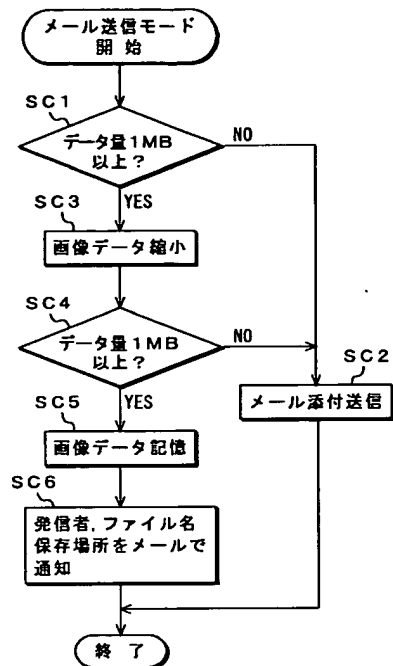 メール送信モード
開始
SC1
データ量1MB
以上？
NO
YES
SC3
画像データ縮小
SC4
データ量1MB
以上？
NO
YES
SC2
メール添付送信
SC5
画像データ記憶
SC6
発信者,ファイル名
保存場所をメールで
通知
終了